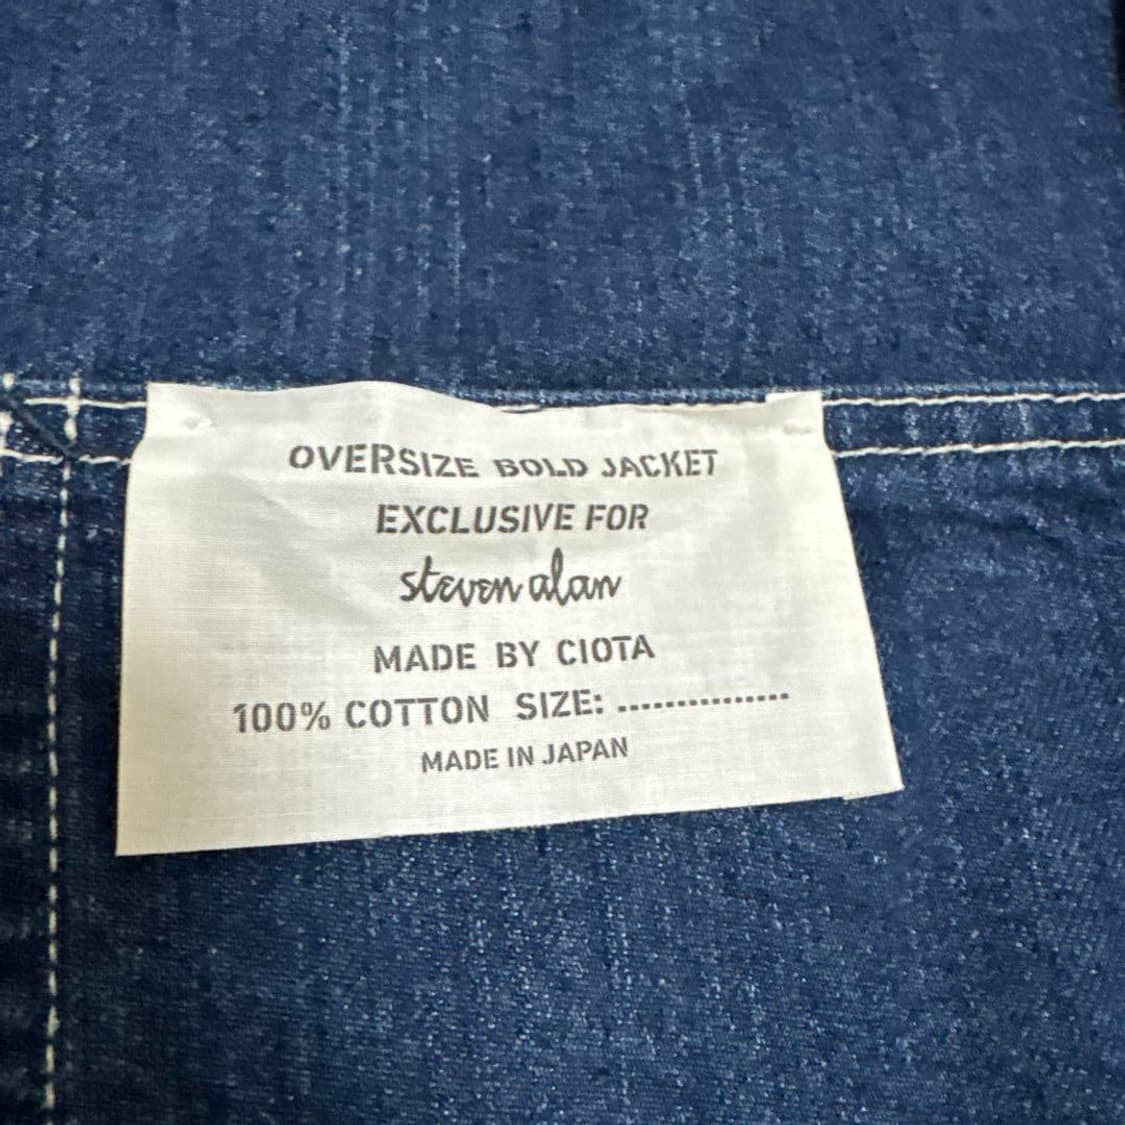 OVERSIZE BOLD JACKET
EXCLUSIVE FOR
steven alan
MADE BY CIOTA
100% COTTON SIZE: ...............
MADE IN JAPAN